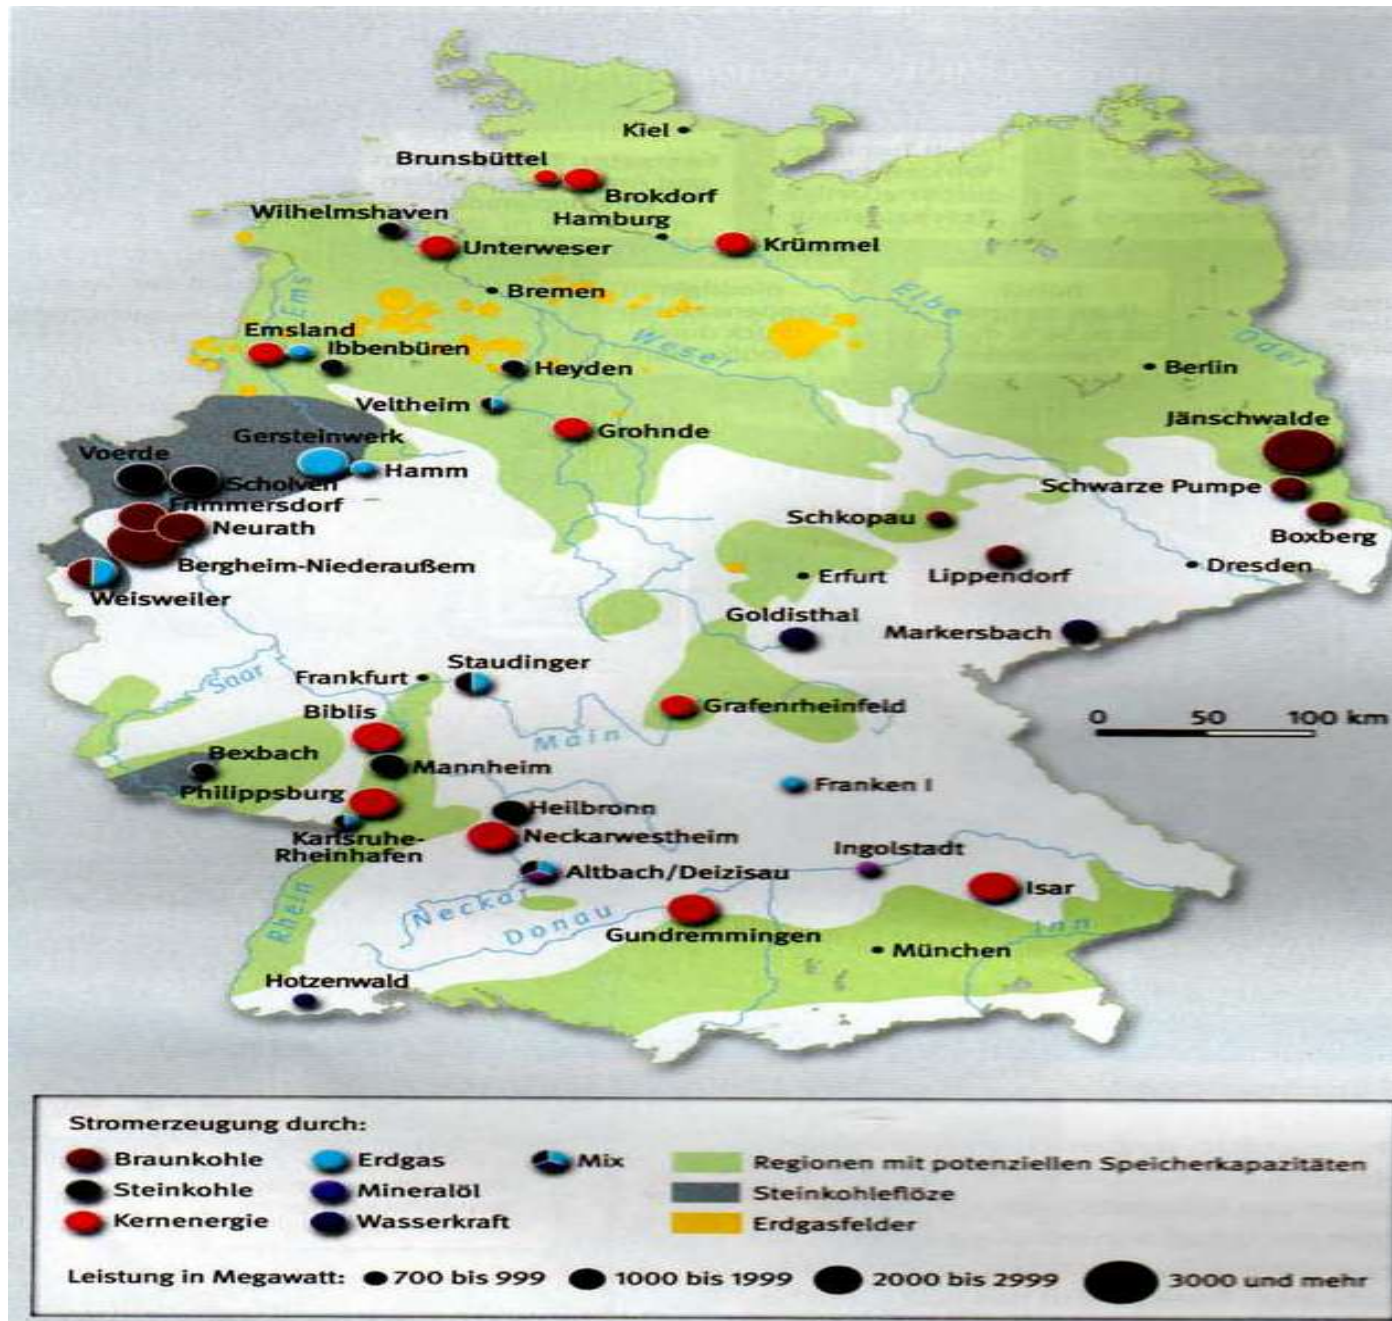 Kiel
Brunsbüttel
Brokdorf
Wilhelmshaven
Hamburg
Unterweser
Krümmel
Bremen
Ems
Elbe
Weser
Oder
Emsland
Ibbenbüren
Heyden
Berlin
Veltheim
Grohnde
Jänschwalde
Gersteinwerk
Voerde
Hamm
Scholven
Schwarze Pumpe
Frimmersdorf
Schkopau
Neurath
Boxberg
Bergheim-Niederaußem
Erfurt
Lippendorf
Dresden
Weisweiler
Goldisthal
Markersbach
Staudinger
Saar
Frankfurt
Biblis
Grafenrheinfeld
0 50 100 km
Main
Bexbach
Mannheim
Franken I
Philippsburg
Heilbronn
Karlsruhe-
Rheinhafen
Neckarwestheim
Ingolstadt
Altbach/Deizisau
Isar
Rhein
Neckar
Donau
Inn
Gundremmingen
München
Hotzenwald
Stromerzeugung durch:
Braunkohle Erdgas Mix Regionen mit potenziellen Speicherkapazitäten
Steinkohle Mineralöl Steinkohleflöze
Kernenergie Wasserkraft Erdgasfelder
Leistung in Megawatt: 700 bis 999 1000 bis 1999 2000 bis 2999 3000 und mehr